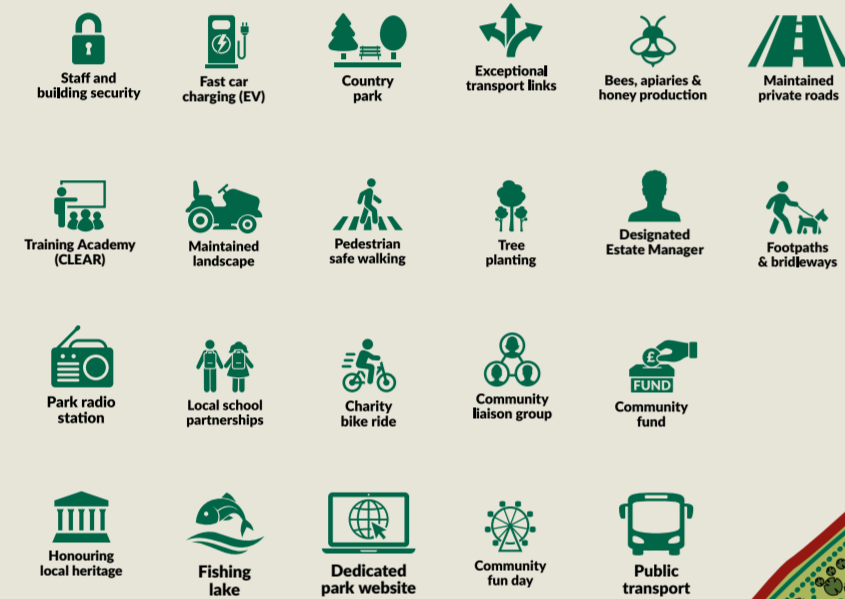 Staff and
building security
Fast car
charging (EV)
Country
park
Exceptional
transport links
Bees, apiaries &
honey production
Maintained
private roads
Training Academy
(CLEAR)
Maintained
landscape
Pedestrian
safe walking
Tree
planting
Designated
Estate Manager
Footpaths
& bridleways
Park radio
station
Local school
partnerships
Charity
bike ride
Community
liaison group
£
FUND
Community
fund
Honouring
local heritage
Fishing
lake
Dedicated
park website
Community
fun day
Public
transport